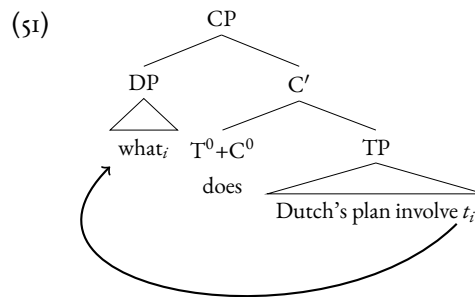 (51)
CP
DP C′
what𝑖 T⁰+C⁰ TP
does
Dutch’s plan involve t𝑖